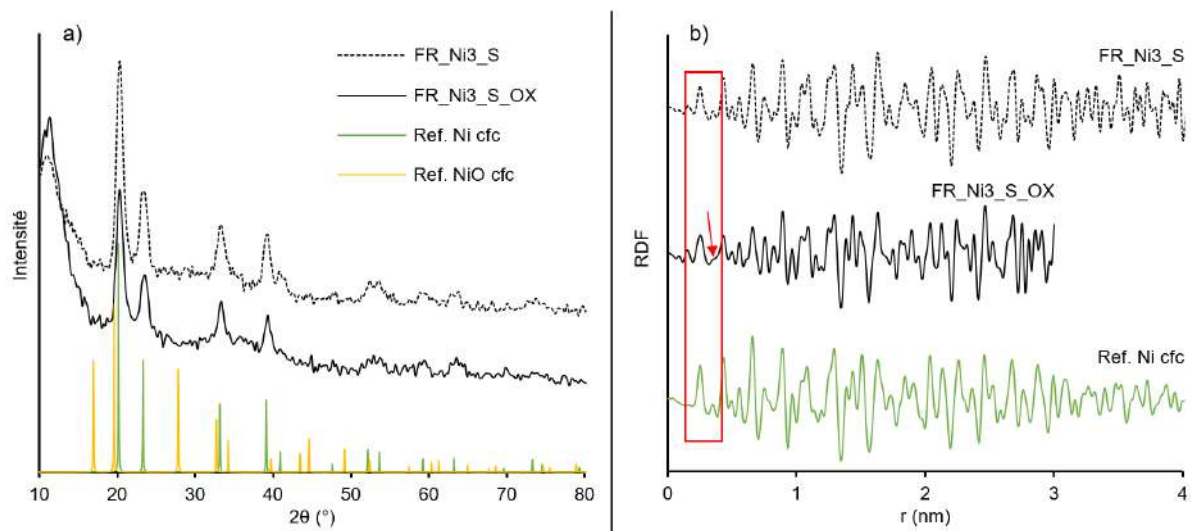 a)
FR_Ni3_S
FR_Ni3_S_OX
Ref. Ni cfc
Ref. NiO cfc
Intensité
10 20 30 40 50 60 70 80
2θ (°)
b)
FR_Ni3_S
FR_Ni3_S_OX
Ref. Ni cfc
RDF
0 1 2 3 4
r (nm)